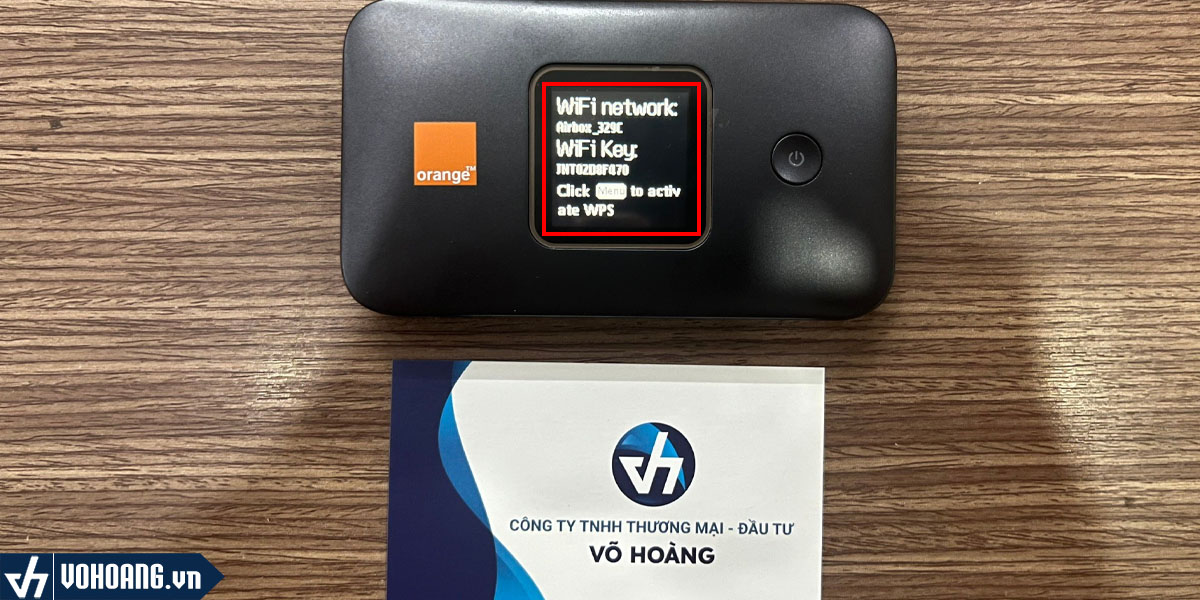 WiFi network:
Airbox_329C
WiFi Key:
Click Menu to activ
ate WPS
orange™
CÔNG TY TNHH THƯƠNG MẠI - ĐẦU TƯ
VÕ HOÀNG
VOHOANG.vn